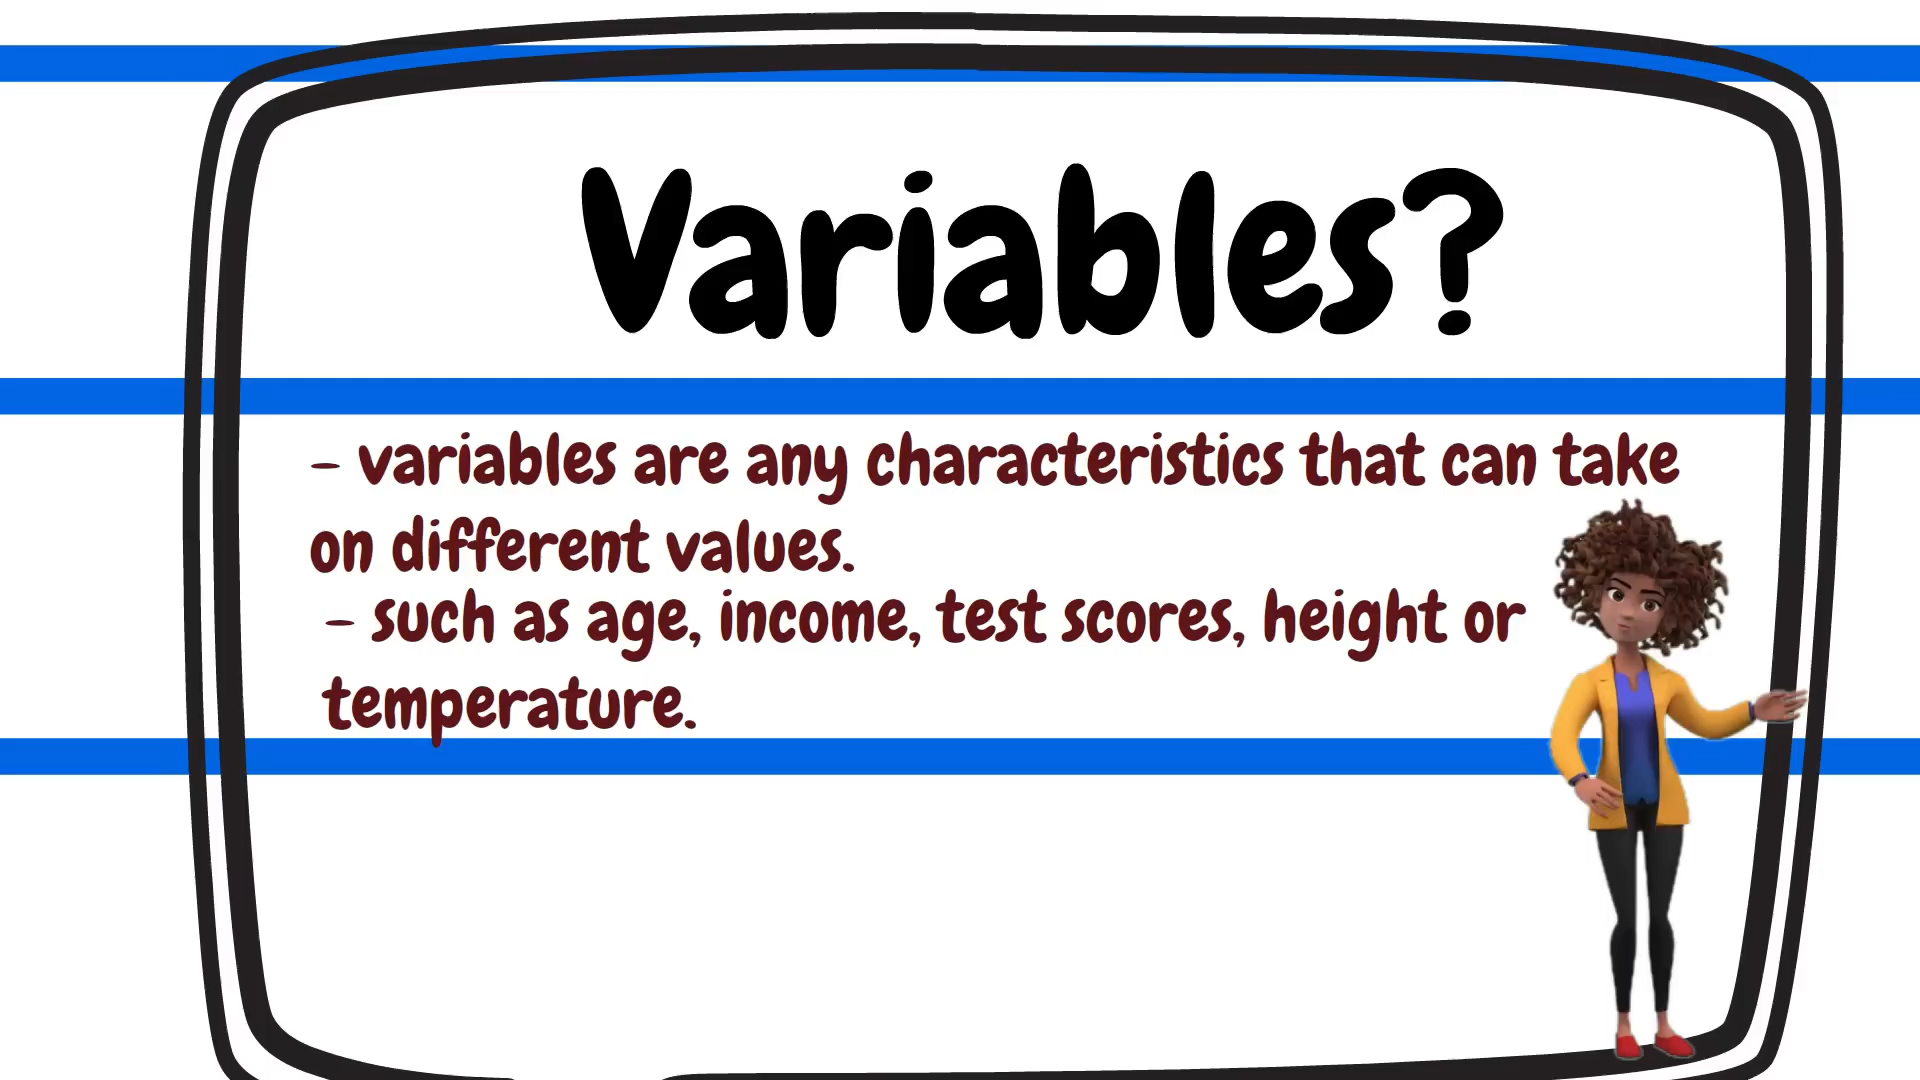 Variables?
- variables are any characteristics that can take
on different values.
- such as age, income, test scores, height or
temperature.